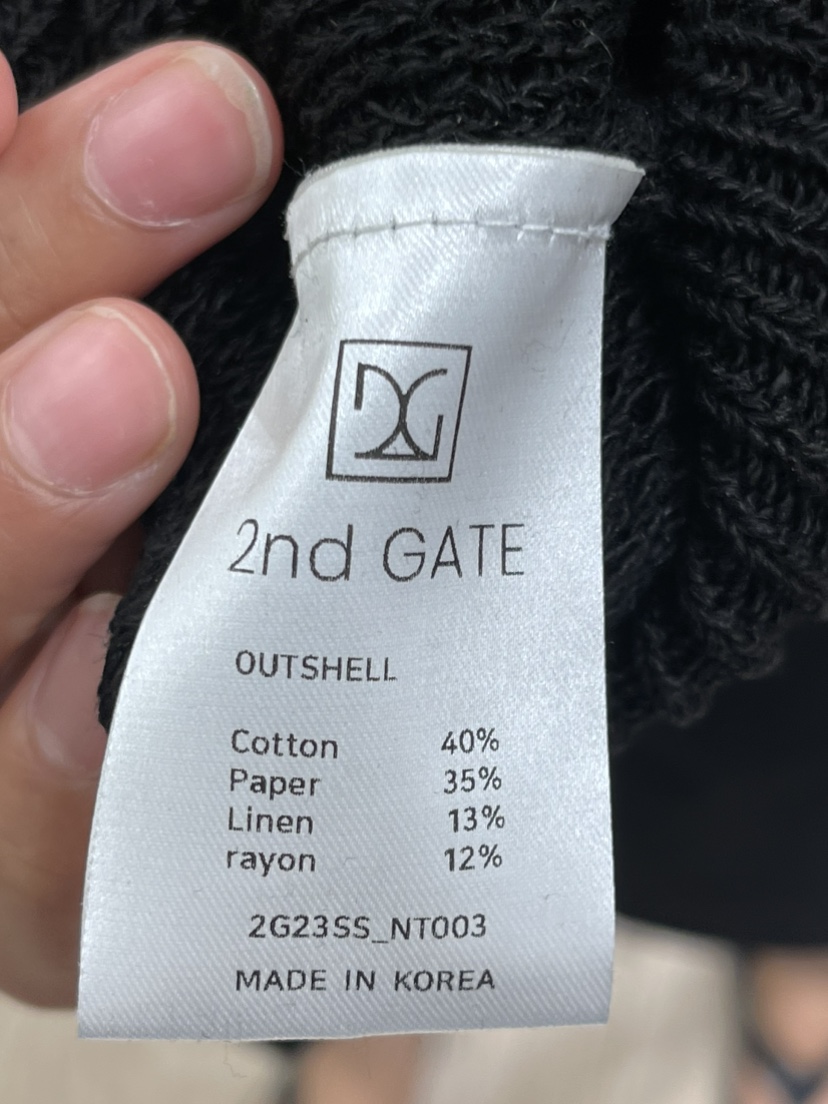 2nd GATE
OUTSHELL
Cotton 40%
Paper 35%
Linen 13%
rayon 12%
2G23SS_NT003
MADE IN KOREA